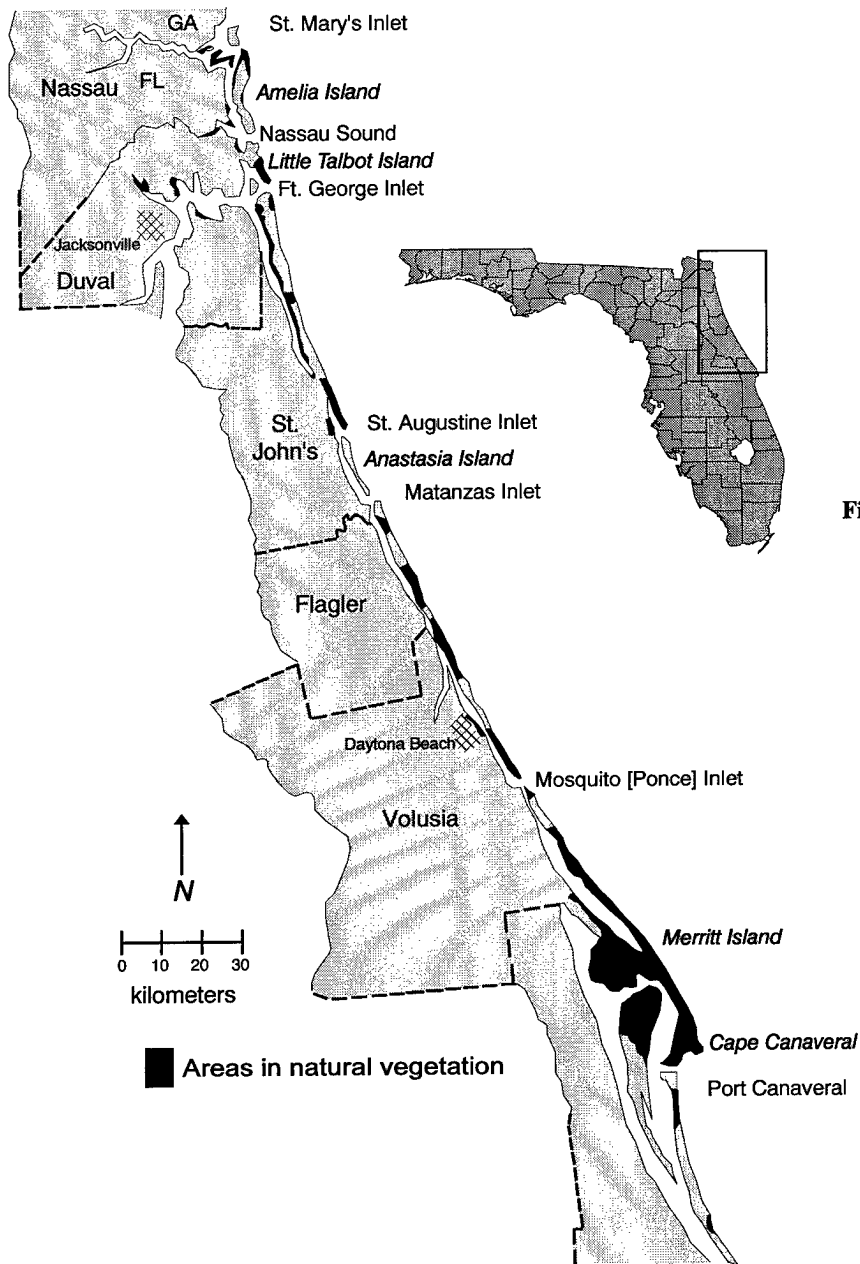 GA
St. Mary's Inlet
Nassau
FL
Amelia Island
Nassau Sound
Little Talbot Island
Ft. George Inlet
Jacksonville
Duval
St.
John's
St. Augustine Inlet
Anastasia Island
Matanzas Inlet
Fi
Flagler
Daytona Beach
Mosquito [Ponce] Inlet
Volusia
N
0 10 20 30
kilometers
Merritt Island
Cape Canaveral
Areas in natural vegetation
Port Canaveral